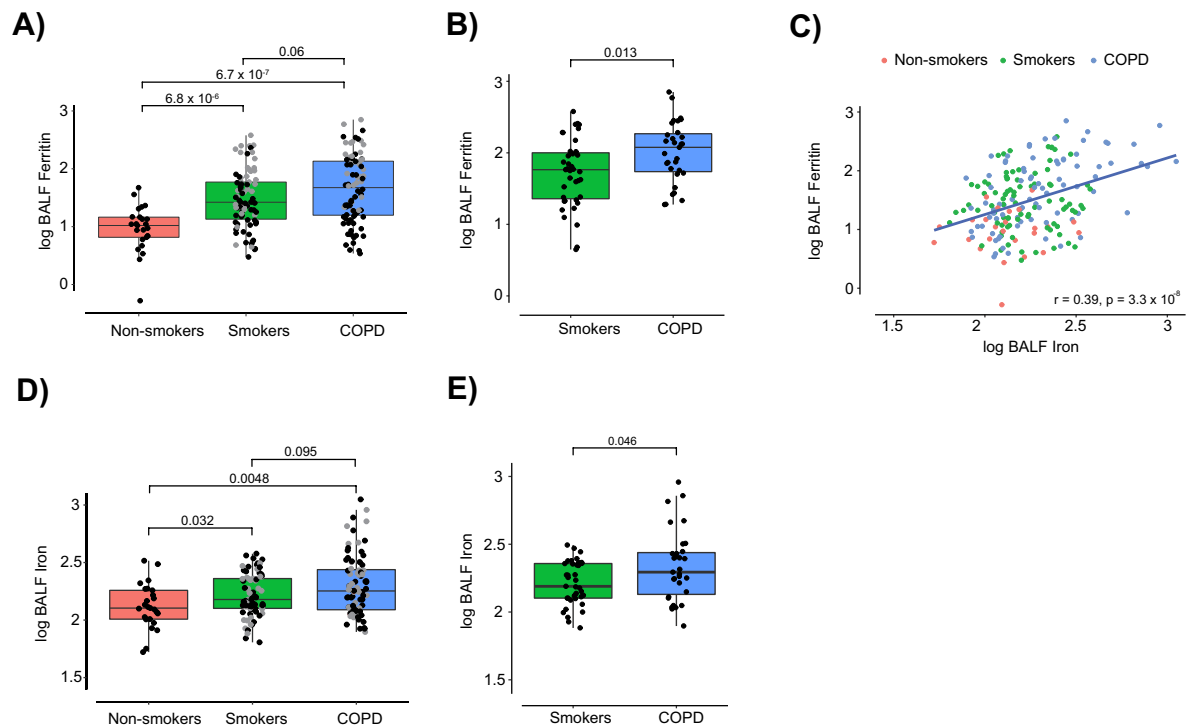 A)
0.06
6.7 x 10⁻⁷
6.8 x 10⁻⁶
3
2
1
0
log BALF Ferritin
Non-smokers Smokers COPD
B)
0.013
3
2
1
0
log BALF Ferritin
Smokers COPD
C)
Non-smokers Smokers COPD
3
2
1
0
log BALF Ferritin
r = 0.39, p = 3.3 x 10⁻⁸
1.5 2 2.5 3
log BALF Iron
D)
0.095
0.0048
0.032
3
2.5
2
1.5
log BALF Iron
Non-smokers Smokers COPD
E)
0.046
3
2.5
2
1.5
log BALF Iron
Smokers COPD